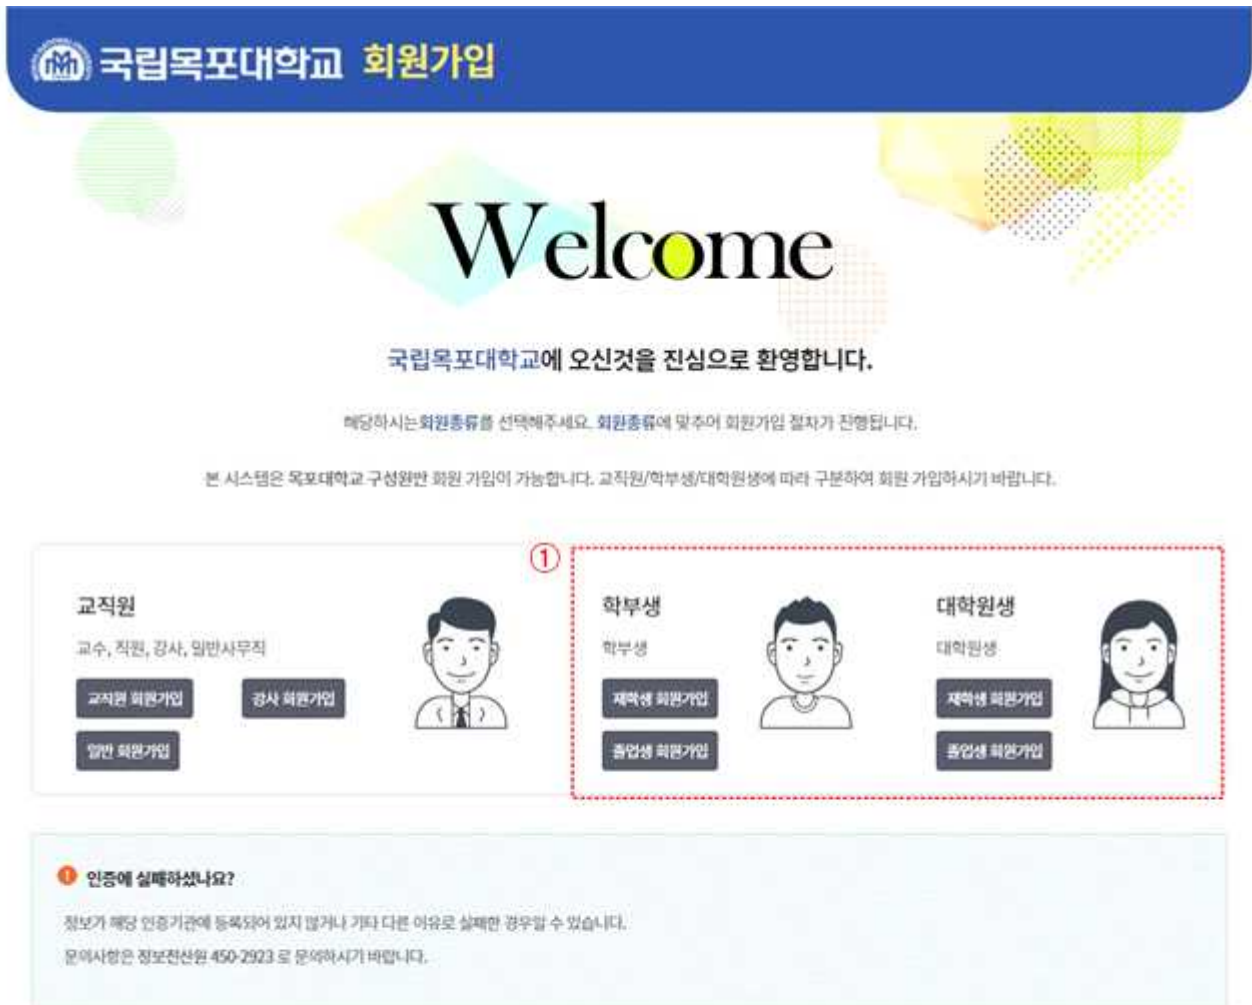 국립목포대학교 회원가입
Welcome
국립목포대학교에 오신것을 진심으로 환영합니다.
해당하시는 회원종류를 선택해주세요. 회원종류에 맞추어 회원가입 절차가 진행됩니다.
본 시스템은 목포대학교 구성원만 회원 가입이 가능합니다. 교직원/학부생/대학원생에 따라 구분하여 회원 가입하시기 바랍니다.
①
교직원
교수, 직원, 강사, 일반사무직
교직원 회원가입
강사 회원가입
일반 회원가입
학부생
학부생
재학생 회원가입
졸업생 회원가입
대학원생
대학원생
재학생 회원가입
졸업생 회원가입
인증에 실패하셨나요?
정보가 해당 인증기관에 등록되어 있지 않거나 기타 다른 이유로 실패한 경우일 수 있습니다.
문의사항은 정보전산원 450-2923 로 문의하시기 바랍니다.